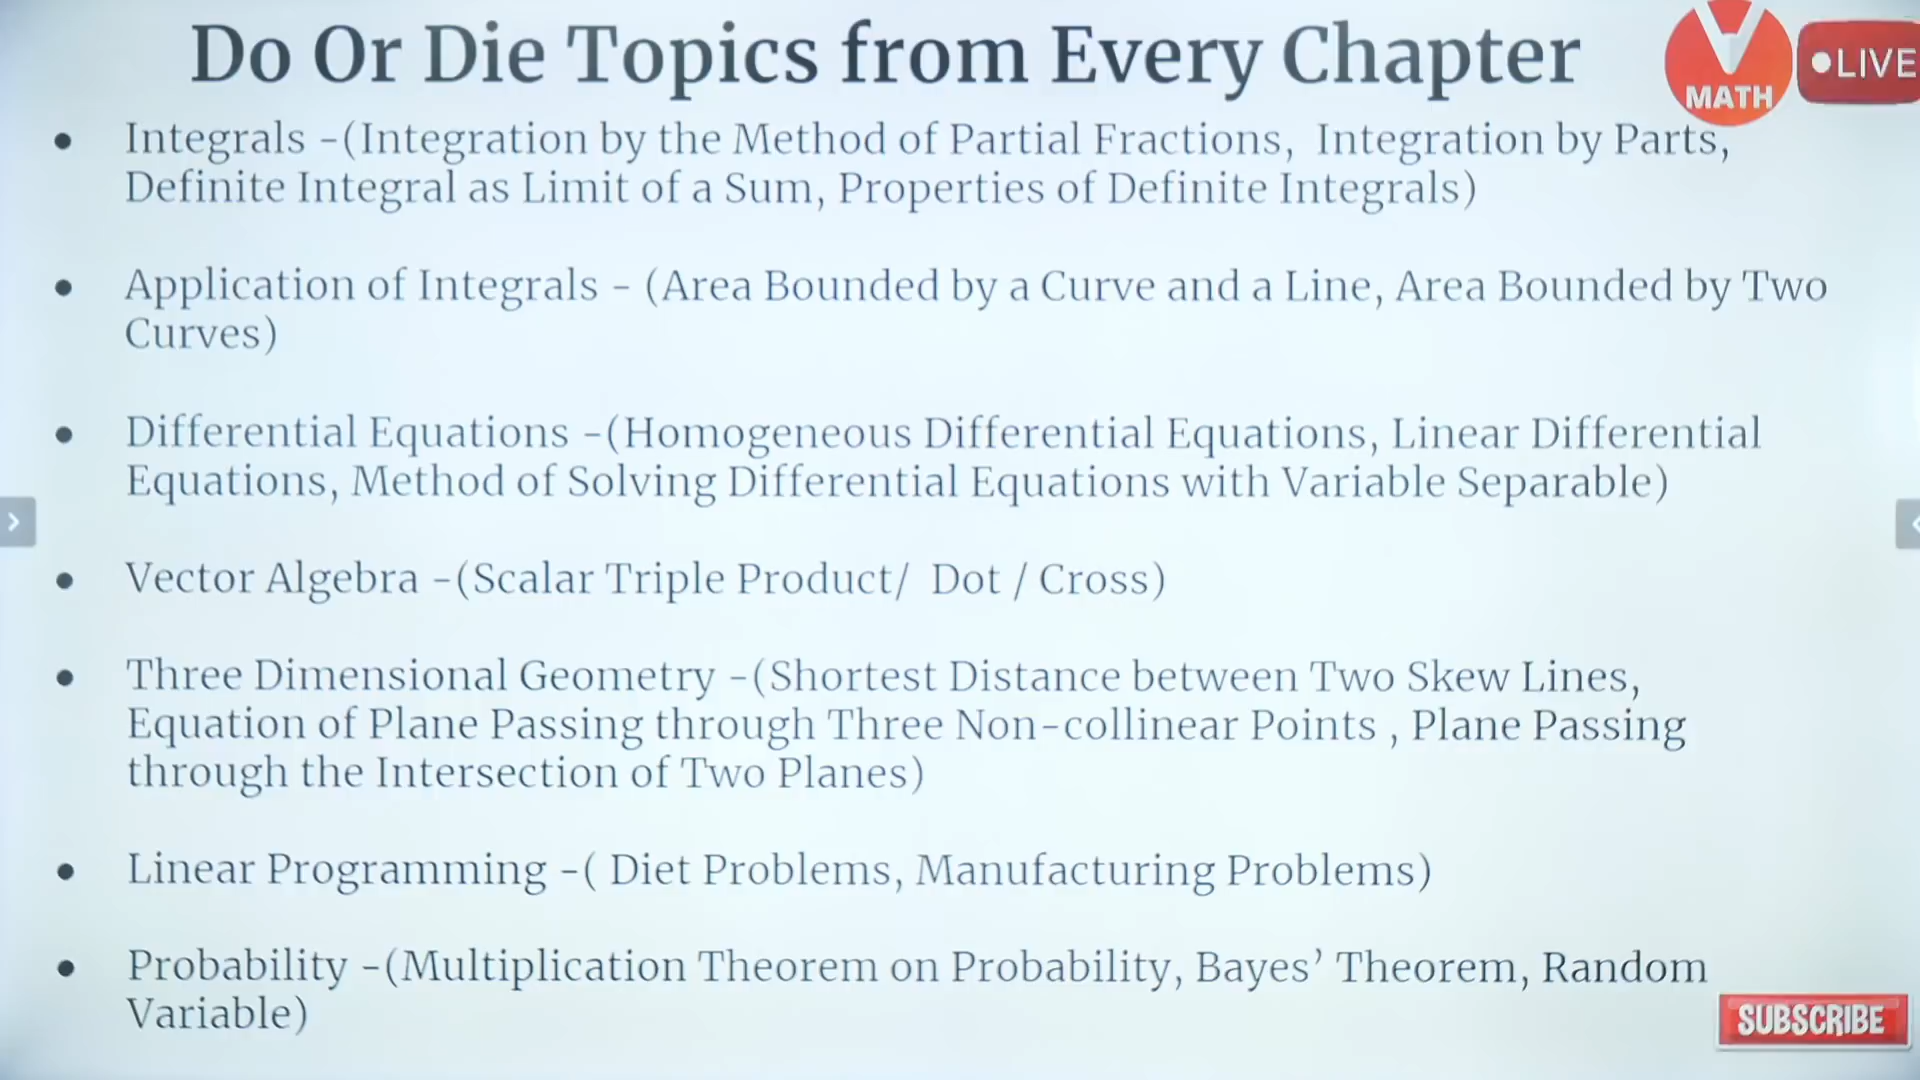 Do Or Die Topics from Every Chapter
MATH
●LIVE
● Integrals -(Integration by the Method of Partial Fractions, Integration by Parts,
Definite Integral as Limit of a Sum, Properties of Definite Integrals)
● Application of Integrals - (Area Bounded by a Curve and a Line, Area Bounded by Two
Curves)
● Differential Equations -(Homogeneous Differential Equations, Linear Differential
Equations, Method of Solving Differential Equations with Variable Separable)
● Vector Algebra -(Scalar Triple Product/ Dot / Cross)
● Three Dimensional Geometry -(Shortest Distance between Two Skew Lines,
Equation of Plane Passing through Three Non-collinear Points , Plane Passing
through the Intersection of Two Planes)
● Linear Programming -( Diet Problems, Manufacturing Problems)
● Probability -(Multiplication Theorem on Probability, Bayes’ Theorem, Random
Variable)
SUBSCRIBE